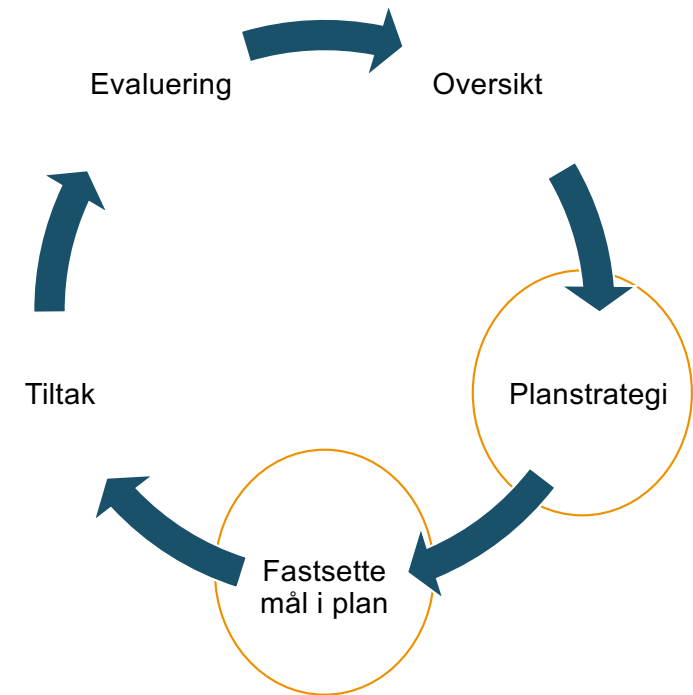 Evaluering
Oversikt
Planstrategi
Fastsette
mål i plan
Tiltak